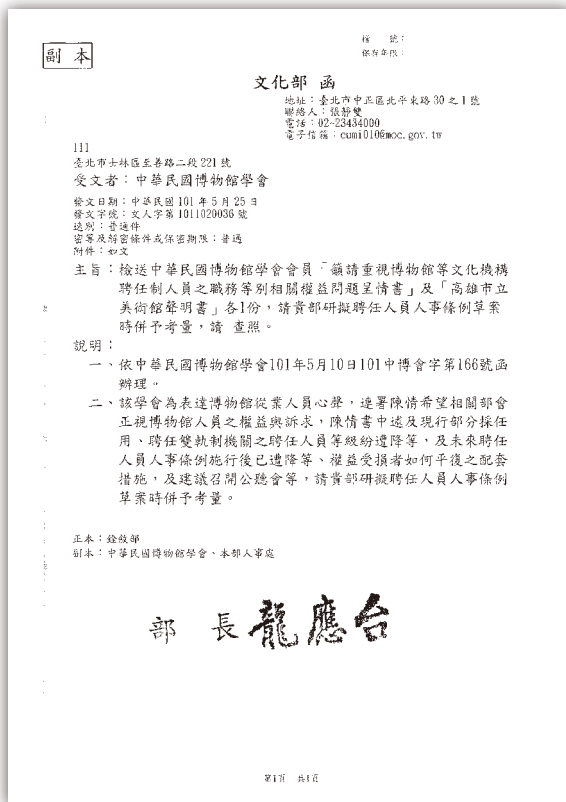 檔　　號：
保存年限：
副 本
文化部 函
地址：臺北市中正區北平東路30之1號
聯絡人：張靜雙
電話：02-23434000
電子信箱：cumi010@moc.gov.tw
111
臺北市士林區至善路二段221號
受文者：中華民國博物館學會
發文日期：中華民國101年5月25日
發文字號：文人字第1011020036號
速別：普通件
密等及解密條件或保密期限：普通
附件：如文
主旨：檢送中華民國博物館學會會員「籲請重視博物館等文化機構
聘任制人員之職務等別相關權益問題呈情書」及「高雄市立
美術館聲明書」各1份，請貴部研擬聘任人員人事條例草案
時併予考量，請 查照。
說明：
一、依中華民國博物館學會101年5月10日101中博會字第166號函
辦理。
二、該學會為表達博物館從業人員心聲，連署陳情希望相關部會
正視博物館人員之權益與訴求，陳情書中述及現行部分採任
用、聘任雙軌制機關之聘任人員等級紛遭降等，及未來聘任
人員人事條例施行後已遭降等、權益受損者如何平復之配套
措施，及建議召開公聽會等，請貴部研擬聘任人員人事條例
草案時併予考量。
正本：銓敘部
副本：中華民國博物館學會、本部人事處
部 長 龍應台
第1頁　共1頁